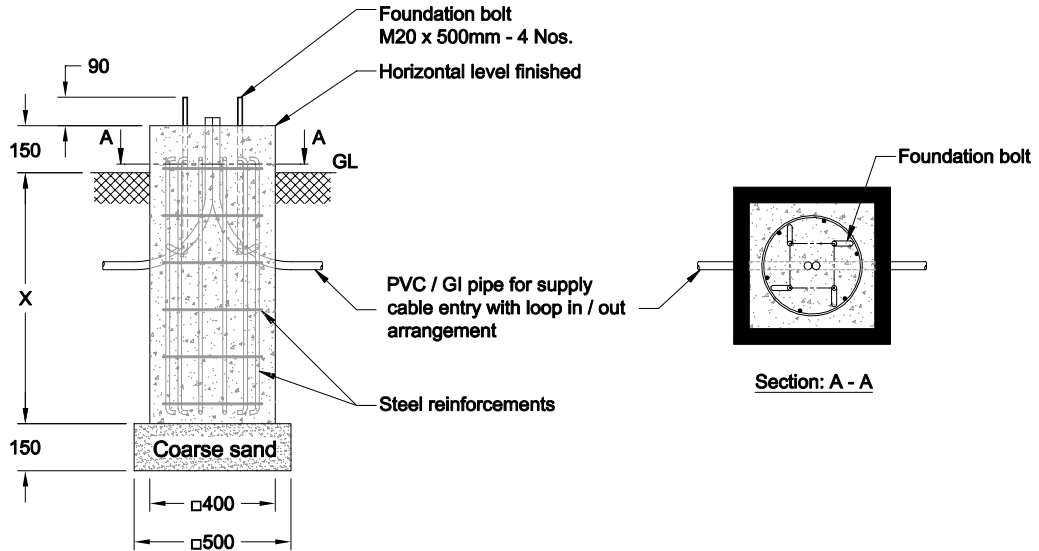 Foundation bolt
M20 x 500mm - 4 Nos.
90
Horizontal level finished
A
A
150
GL
Foundation bolt
X
PVC / GI pipe for supply
cable entry with loop in / out
arrangement
Section: A - A
Steel reinforcements
150
Coarse sand
□400
□500